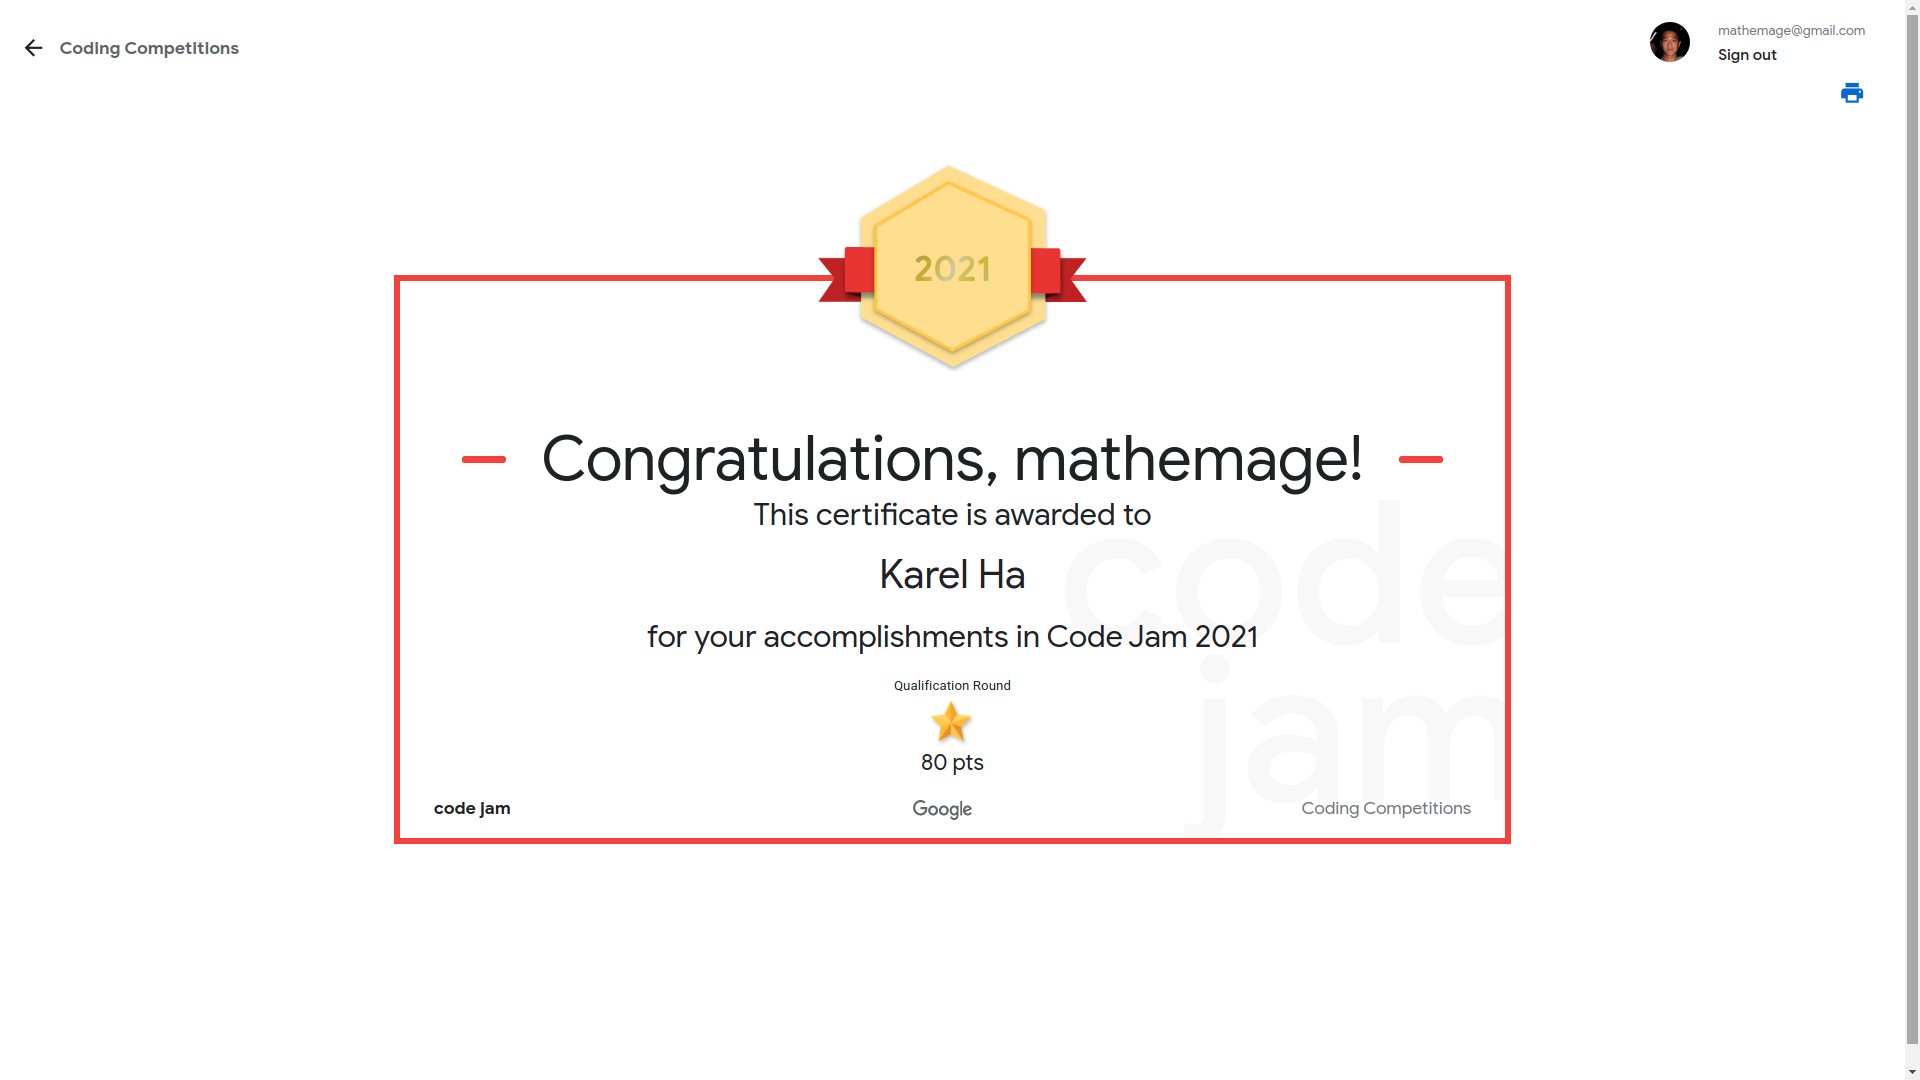 Coding Competitions
mathemage@gmail.com
Sign out
2021
Congratulations, mathemage!
This certificate is awarded to
Karel Ha
for your accomplishments in Code Jam 2021
code
jam
Qualification Round
80 pts
code jam
Google
Coding Competitions